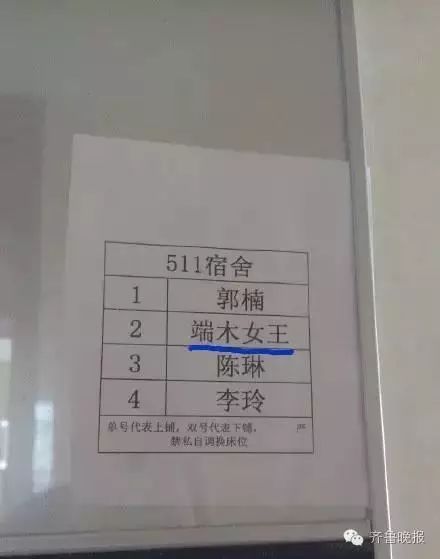 511宿舍
1 郭楠
2 端木女王
3 陈琳
4 李玲
单号代表上铺，双号代表下铺，
禁私自调换床位
齐鲁晚报